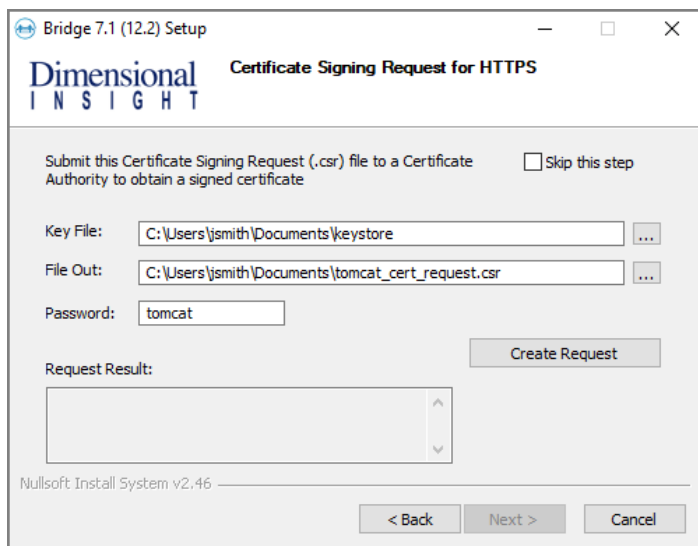 Bridge 7.1 (12.2) Setup
Dimensional
INSIGHT
Certificate Signing Request for HTTPS
Submit this Certificate Signing Request (.csr) file to a Certificate
Authority to obtain a signed certificate
Skip this step
Key File:
C:\Users\jsmith\Documents\keystore
...
File Out:
C:\Users\jsmith\Documents\tomcat_cert_request.csr
...
Password:
tomcat
Create Request
Request Result:
Nullsoft Install System v2.46
< Back
Next >
Cancel